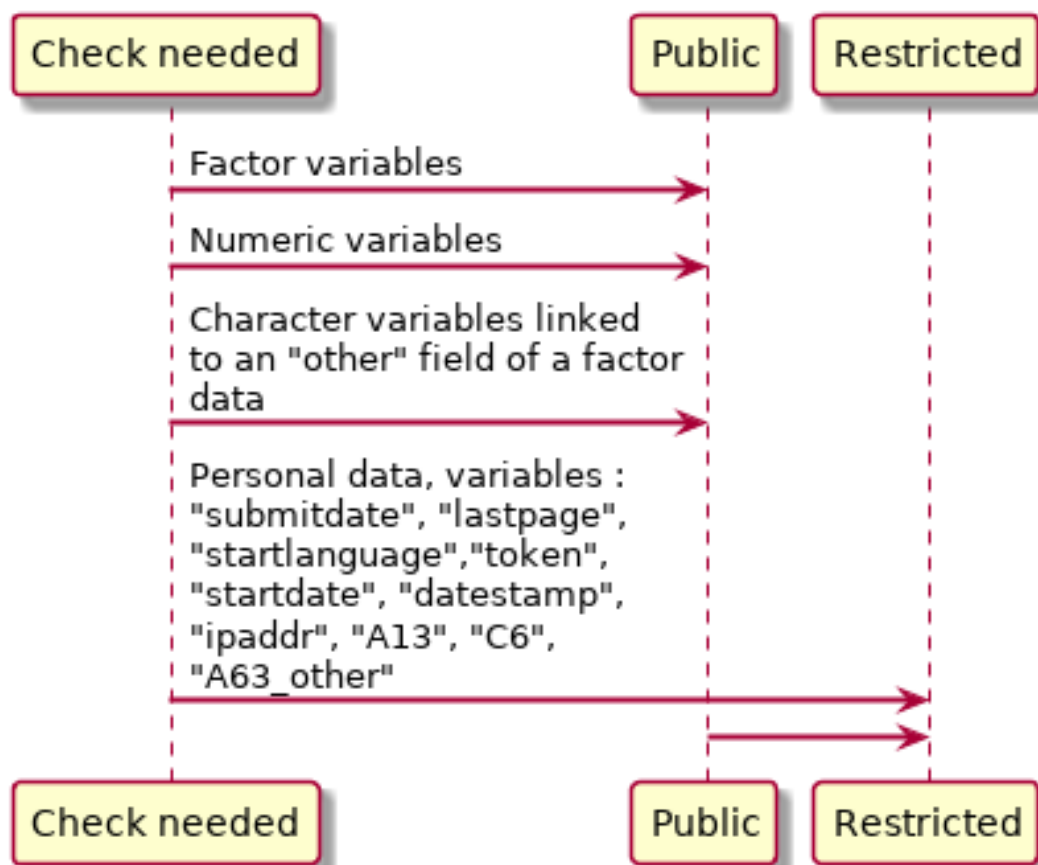 Check needed
Public
Restricted
Factor variables
Numeric variables
Character variables linked
to an "other" field of a factor
data
Personal data, variables :
"submitdate", "lastpage",
"startlanguage","token",
"startdate", "datestamp",
"ipaddr", "A13", "C6",
"A63_other"
Check needed
Public
Restricted